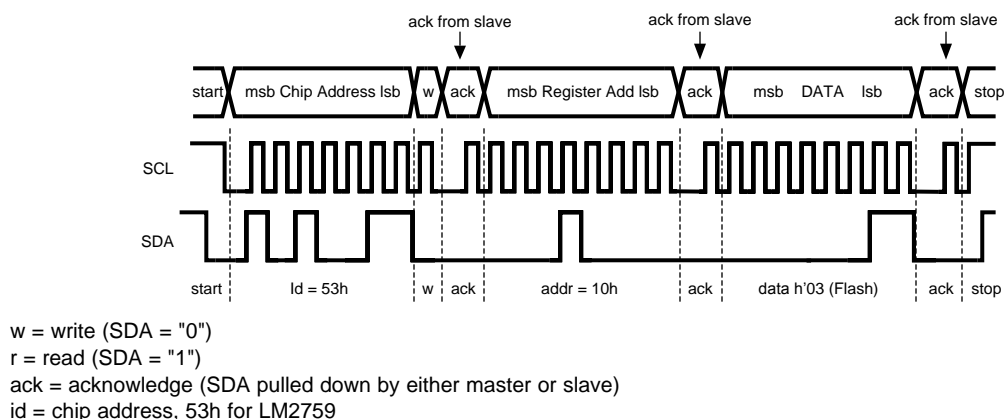 ack from slave ack from slave ack from slave
start msb Chip Address lsb w ack msb Register Add lsb ack msb DATA lsb ack stop
SCL
SDA
start Id = 53h w ack addr = 10h ack data h'03 (Flash) ack stop
w = write (SDA = "0")
r = read (SDA = "1")
ack = acknowledge (SDA pulled down by either master or slave)
id = chip address, 53h for LM2759